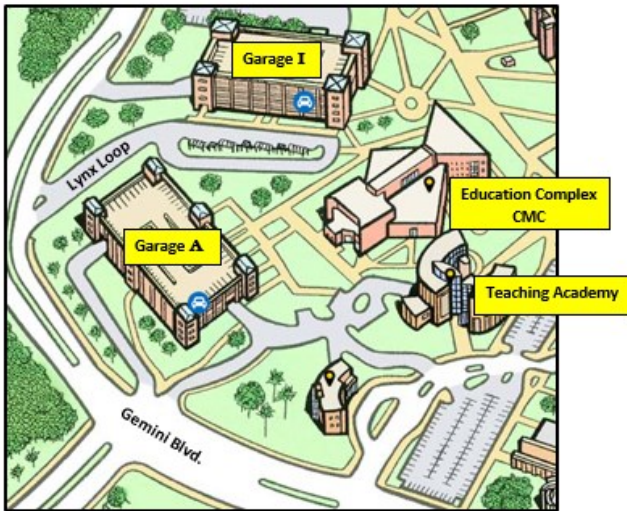 Garage I
Lynx Loop
Education Complex
CMC
Garage A
Teaching Academy
Gemini Blvd.